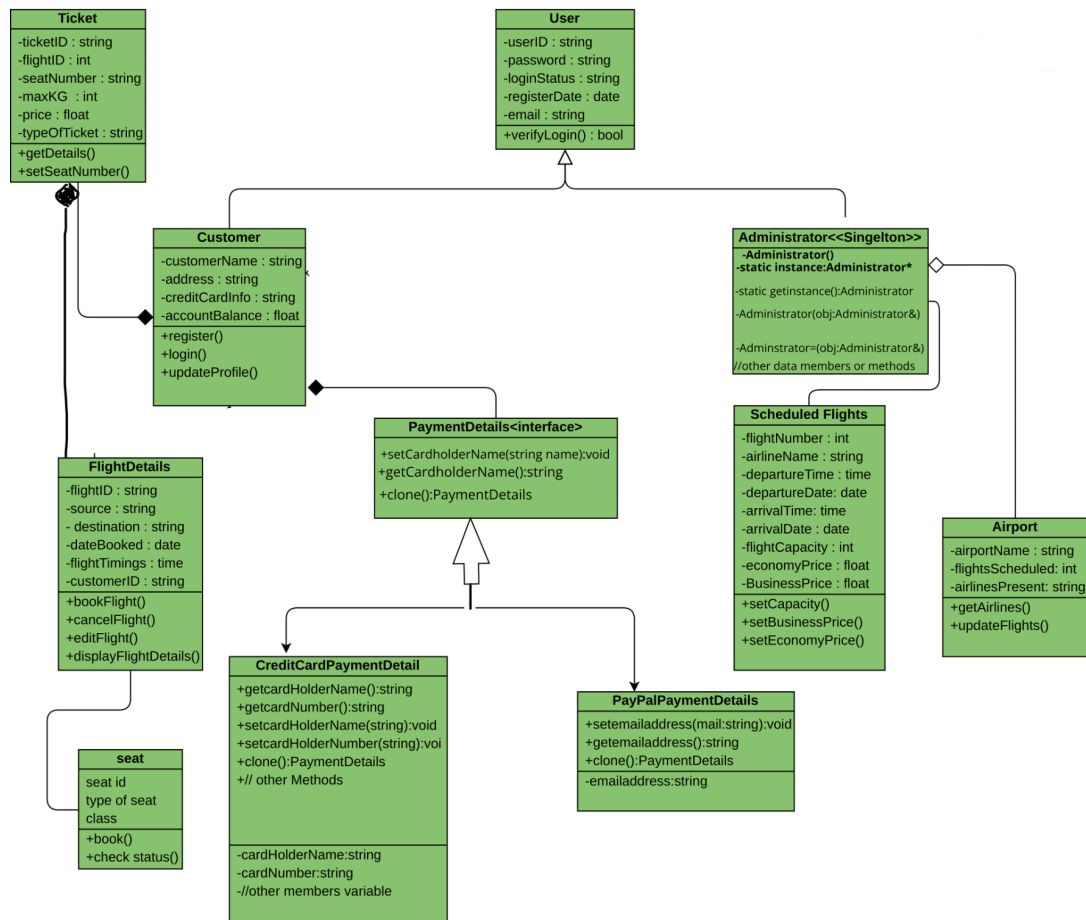 Ticket
-ticketID : string
-flightID : int
-seatNumber : string
-maxKG : int
-price : float
-typeOfTicket : string
+getDetails()
+setSeatNumber()
User
-userID : string
-password : string
-loginStatus : string
-registerDate : date
-email : string
+verifyLogin() : bool
Customer
-customerName : string
-address : string
-creditCardInfo : string
-accountBalance : float
+register()
+login()
+updateProfile()
Administrator<<Singelton>>
-Administrator()
-static instance:Administrator*
-static getinstance():Administrator
-Administrator(obj:Administrator&)
-Adminstrator=(obj:Administrator&)
//other data members or methods
PaymentDetails<interface>
+setCardholderName(string name):void
+getCardholderName():string
+clone():PaymentDetails
Scheduled Flights
-flightNumber : int
-airlineName : string
-departureTime : time
-departureDate: date
-arrivalTime: time
-arrivalDate : date
-flightCapacity : int
-economyPrice : float
-BusinessPrice : float
+setCapacity()
+setBusinessPrice()
+setEconomyPrice()
FlightDetails
-flightID : string
-source : string
- destination : string
-dateBooked : date
-flightTimings : time
-customerID : string
+bookFlight()
+cancelFlight()
+editFlight()
+displayFlightDetails()
Airport
-airportName : string
-flightsScheduled: int
-airlinesPresent: string
+getAirlines()
+updateFlights()
CreditCardPaymentDetail
+getcardHolderName():string
+getcardNumber():string
+setcardHolderName(string):void
+setcardHolderNumber(string):voi
+clone():PaymentDetails
+// other Methods
-cardHolderName:string
-cardNumber:string
-//other members variable
PayPalPaymentDetails
+setemailaddress(mail:string):void
+getemailaddress():string
+clone():PaymentDetails
-emailaddress:string
seat
seat id
type of seat
class
+book()
+check status()